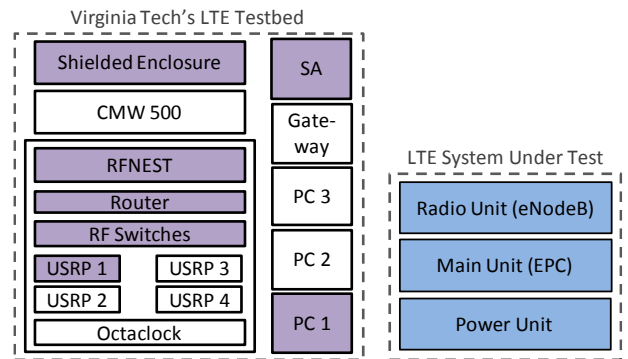 Virginia Tech's LTE Testbed
Shielded Enclosure
CMW 500
RFNEST
Router
RF Switches
USRP 1
USRP 3
USRP 2
USRP 4
Octaclock
SA
Gate-
way
PC 3
PC 2
PC 1
LTE System Under Test
Radio Unit (eNodeB)
Main Unit (EPC)
Power Unit